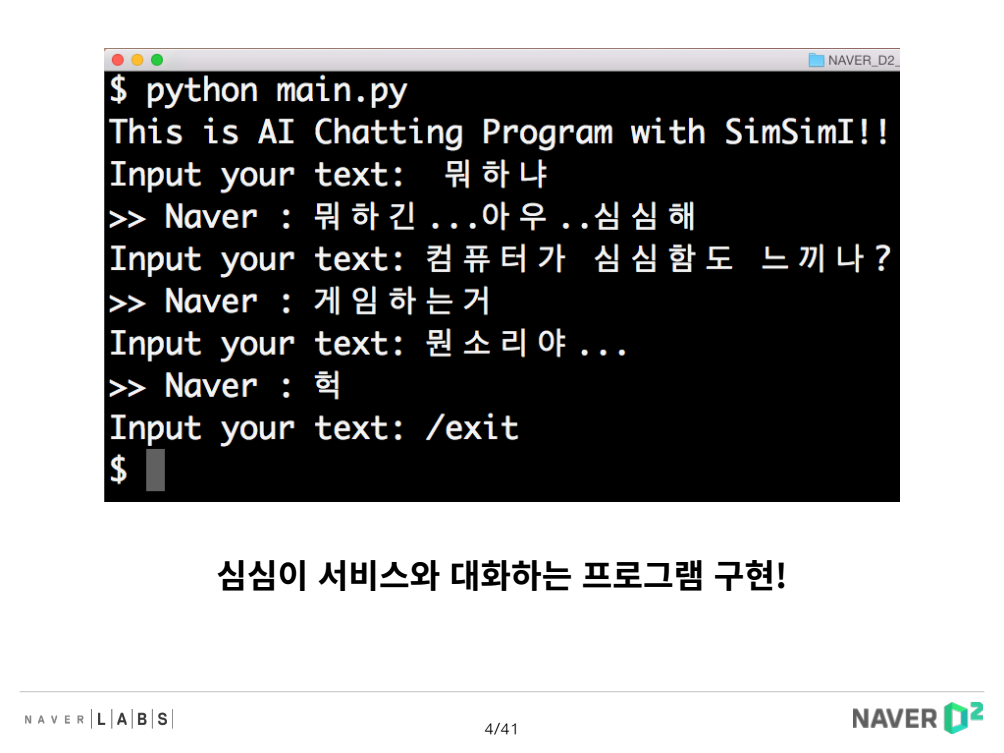 NAVER_D2_
$ python main.py
This is AI Chatting Program with SimSimI!!
Input your text:  뭐하냐
>> Naver : 뭐하긴...아우..심심해
Input your text: 컴퓨터가 심심함도 느끼나?
>> Naver : 게임하는거
Input your text: 뭔소리야...
>> Naver : 헉
Input your text: /exit
$
심심이 서비스와 대화하는 프로그램 구현!
NAVER LABS
4/41
NAVER D2